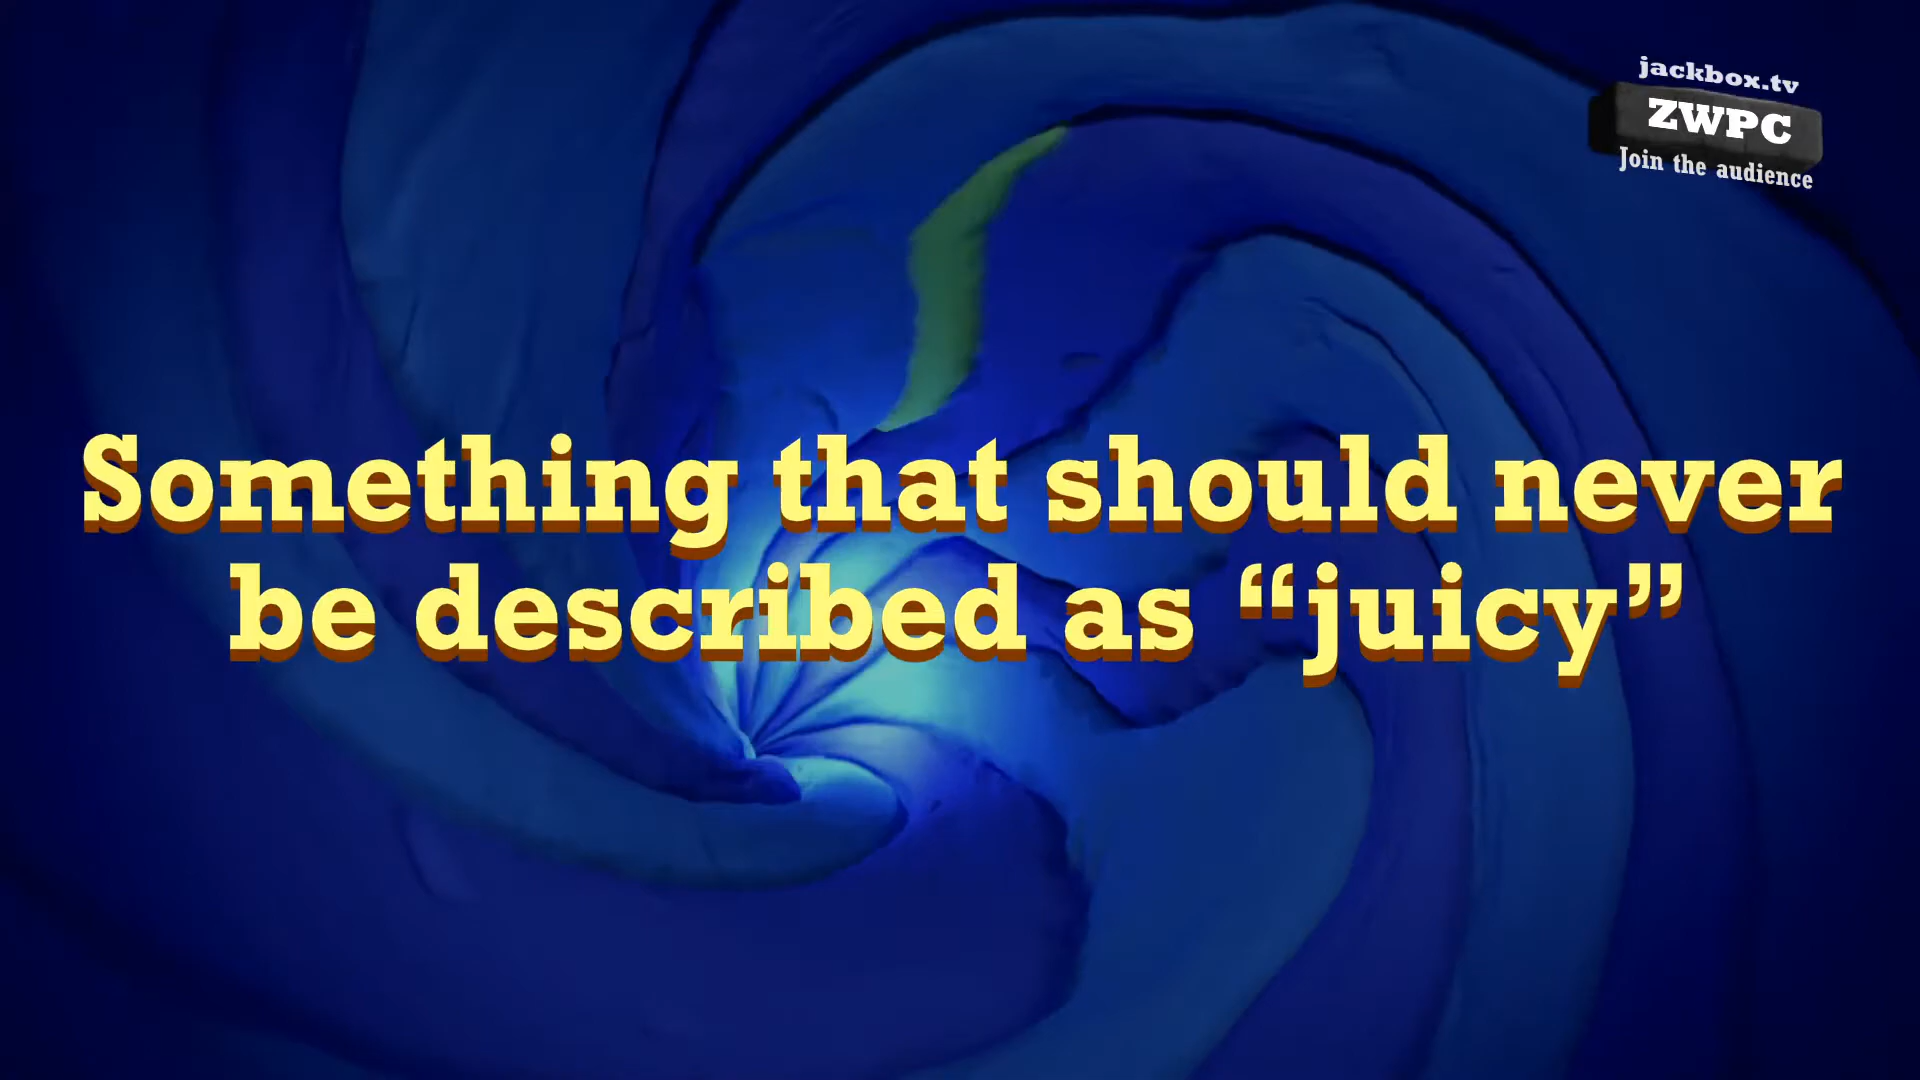 jackbox.tv
ZWPC
Join the audience
Something that should never
be described as “juicy”